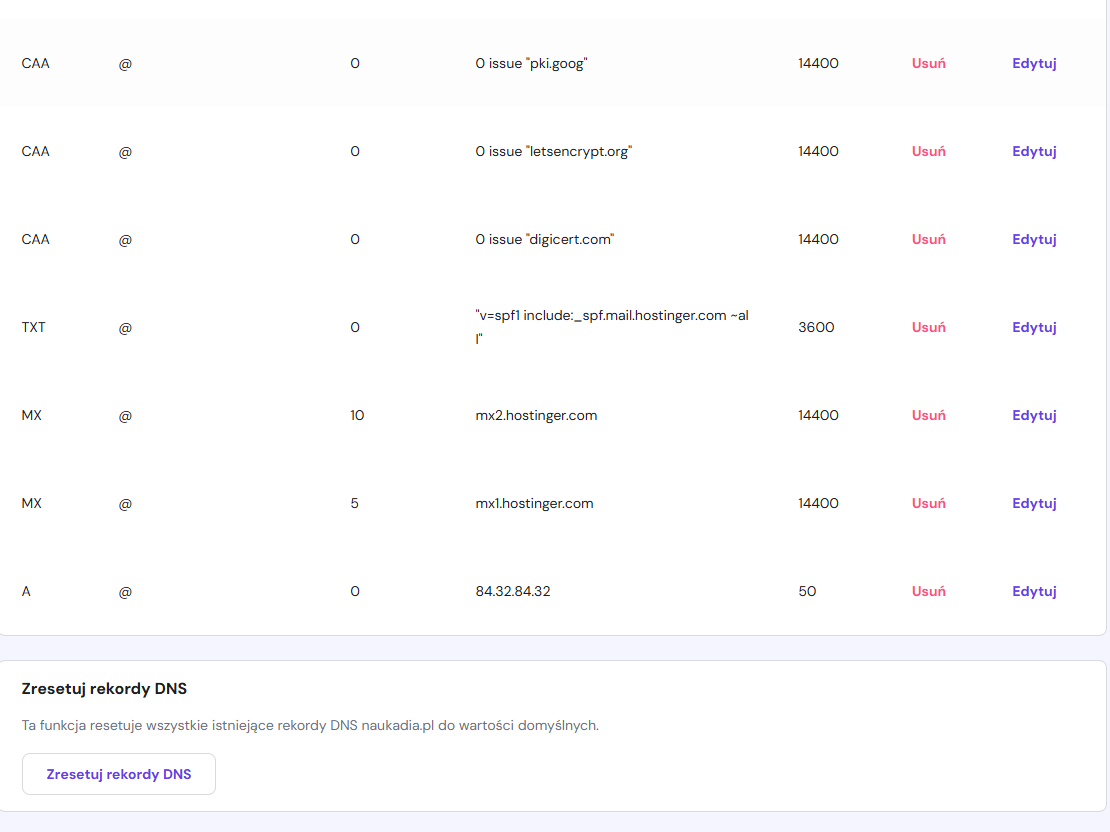 CAA @ 0 0 issue "pki.goog" 14400 Usuń Edytuj
CAA @ 0 0 issue "letsencrypt.org" 14400 Usuń Edytuj
CAA @ 0 0 issue "digicert.com" 14400 Usuń Edytuj
TXT @ 0 "v=spf1 include:_spf.mail.hostinger.com ~al
l" 3600 Usuń Edytuj
MX @ 10 mx2.hostinger.com 14400 Usuń Edytuj
MX @ 5 mx1.hostinger.com 14400 Usuń Edytuj
A @ 0 84.32.84.32 50 Usuń Edytuj
Zresetuj rekordy DNS
Ta funkcja resetuje wszystkie istniejące rekordy DNS naukadia.pl do wartości domyślnych.
Zresetuj rekordy DNS